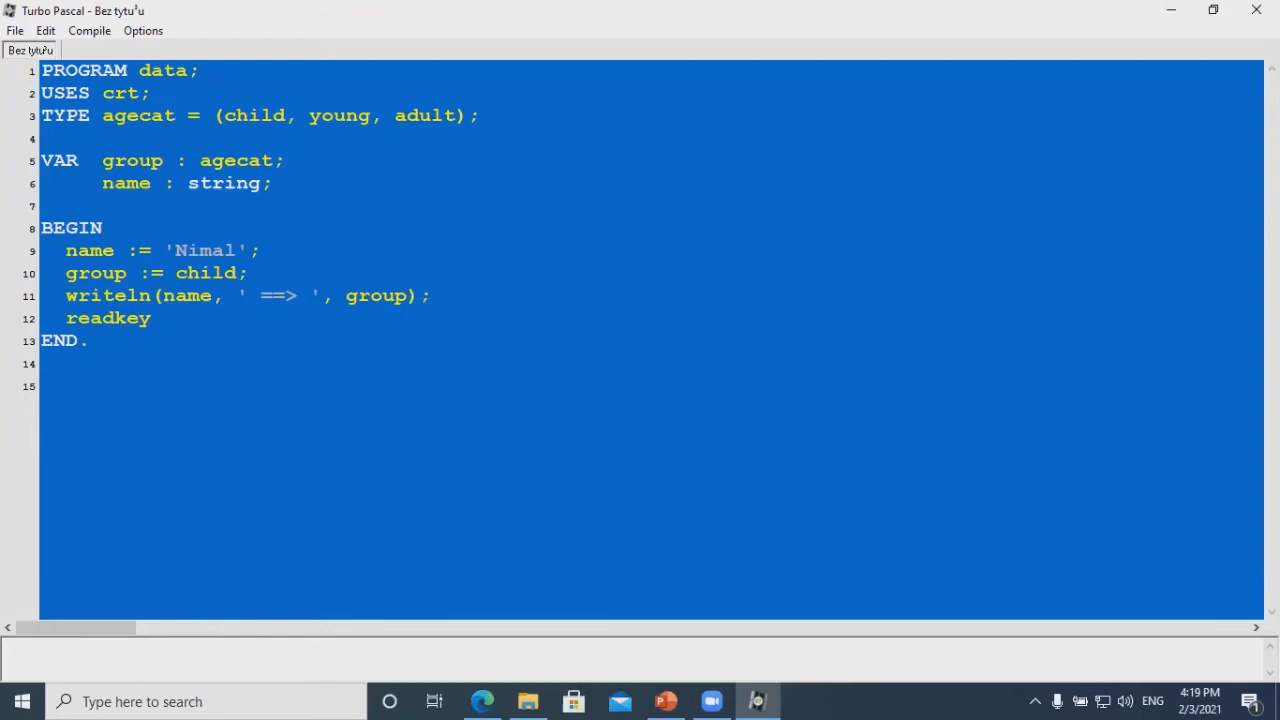 Turbo Pascal - Bez tytu³u
File Edit Compile Options
Bez tytu³u
1 PROGRAM data;
2 USES crt;
3 TYPE agecat = (child, young, adult);
4
5 VAR  group : agecat;
6      name : string;
7
8 BEGIN
9   name := 'Nimal';
10   group := child;
11   writeln(name, ' ==> ', group);
12   readkey
13 END.
14
15
Type here to search
ENG
4:19 PM
2/3/2021
1